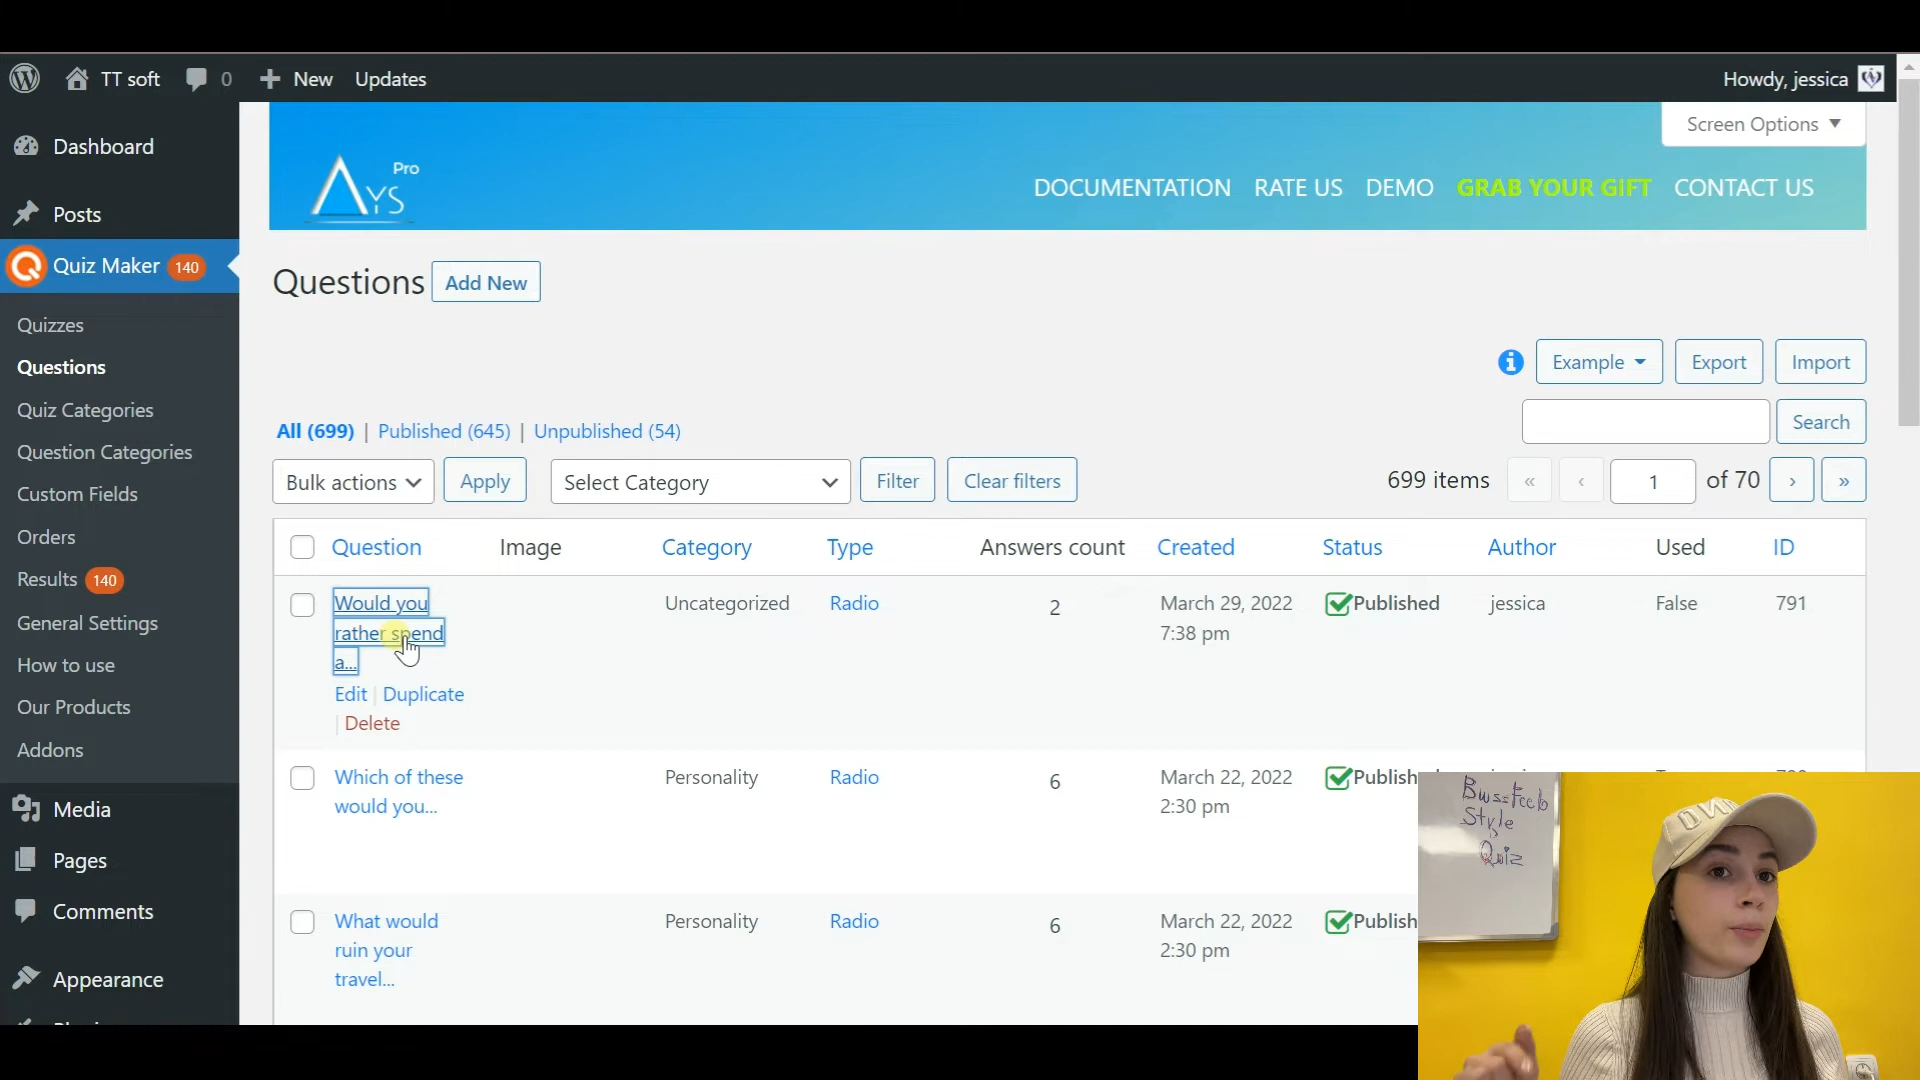 TT soft 0 New Updates Howdy, jessica
Screen Options
Dashboard
Posts
Quiz Maker 140
Quizzes
Questions
Quiz Categories
Question Categories
Custom Fields
Orders
Results 140
General Settings
How to use
Our Products
Addons
Media
Pages
Comments
Appearance
AYS Pro
DOCUMENTATION RATE US DEMO GRAB YOUR GIFT CONTACT US
Questions Add New
Example Export Import
Search
All (699) | Published (645) | Unpublished (54)
Bulk actions Apply Select Category Filter Clear filters 699 items « ‹ 1 of 70 › »
Question Image Category Type Answers count Created Status Author Used ID
Would you Uncategorized Radio 2 March 29, 2022 Published jessica False 791
rather spend 7:38 pm
a...
Edit | Duplicate
| Delete
Which of these Personality Radio 6 March 22, 2022 Publish
would you... 2:30 pm
What would Personality Radio 6 March 22, 2022 Publish
ruin your 2:30 pm
travel...
Style
Quiz